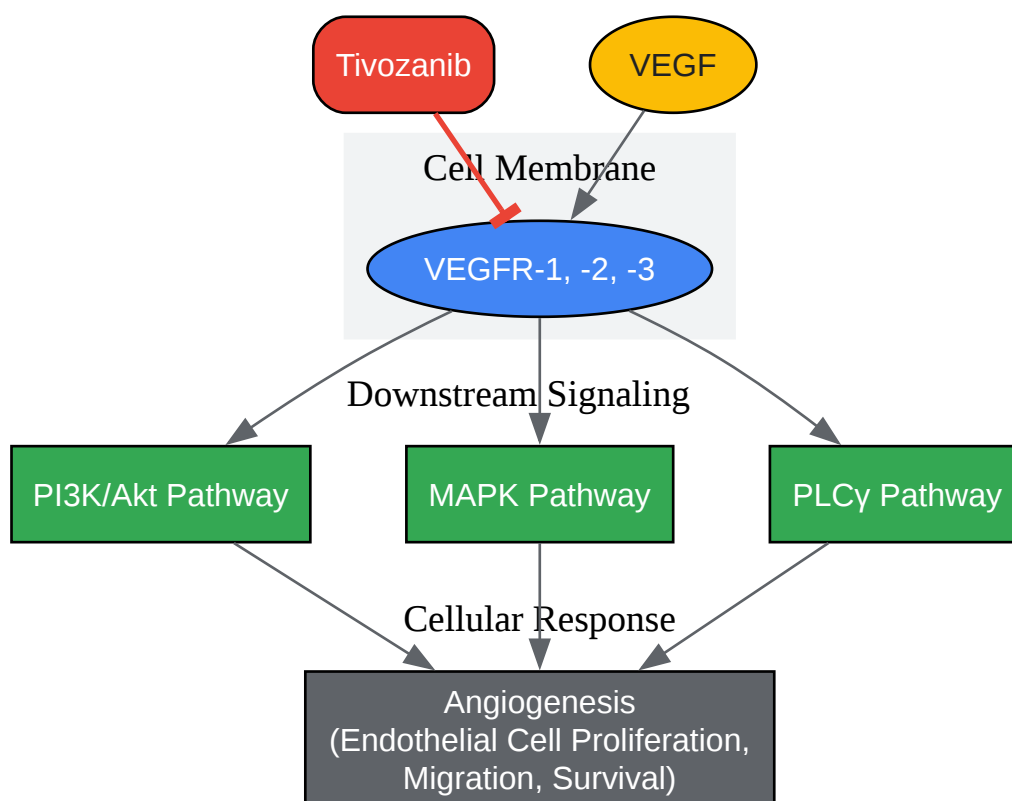 Tivozanib
VEGF
Cell Membrane
VEGFR-1, -2, -3
Downstream Signaling
PI3K/Akt Pathway
MAPK Pathway
PLCγ Pathway
Cellular Response
Angiogenesis
(Endothelial Cell Proliferation,
Migration, Survival)